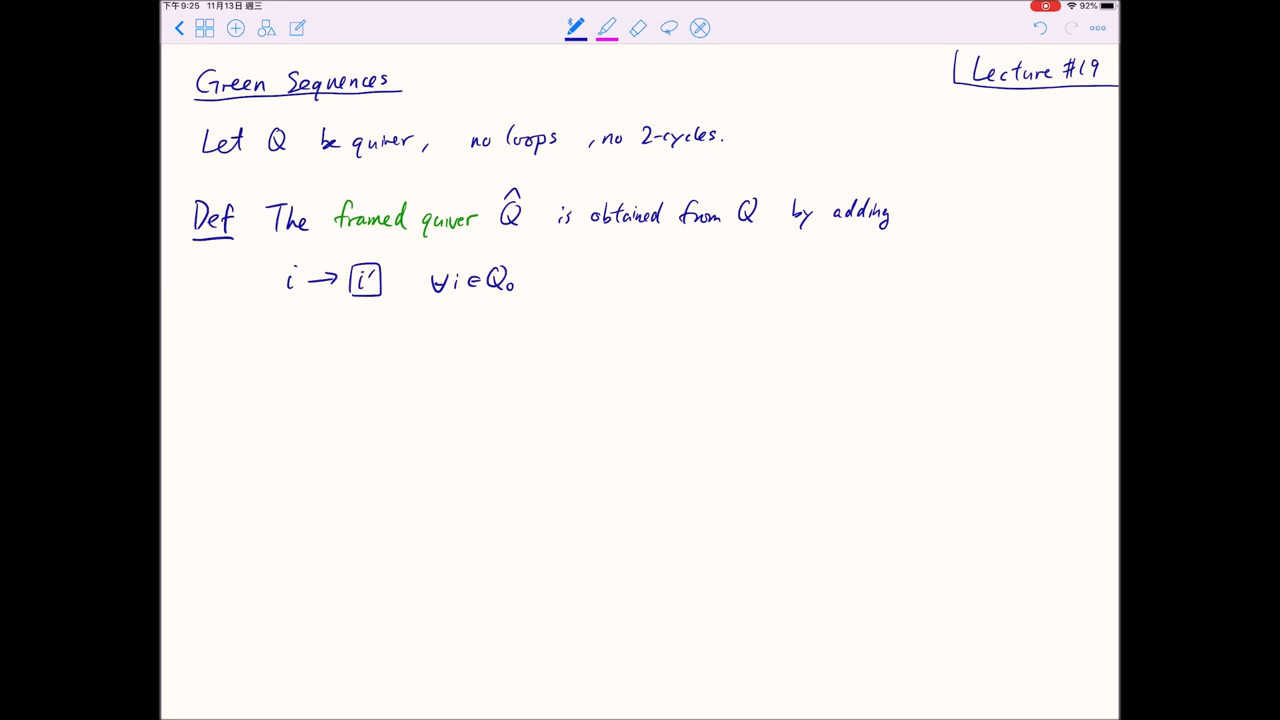 下午9:25 11月13日 週三
92%
Green Sequences
Lecture #19
Let Q be quiver, no loops, no 2-cycles.
Def The framed quiver Q̂ is obtained from Q by adding
i → i′ ∀i∈Q₀